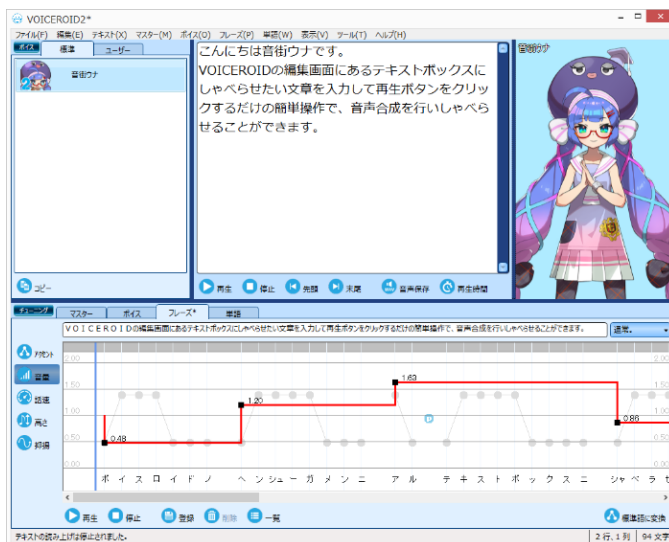 VOICEROID2*
ファイル(F) 編集(E) テキスト(X) マスター(M) ボイス(O) フレーズ(P) 単語(W) 表示(V) ツール(T) ヘルプ(H)
ボイス 標準 ユーザー
音街ウナ
コピー
こんにちは音街ウナです。
VOICEROIDの編集画面にあるテキストボックスに
しゃべらせたい文章を入力して再生ボタンをクリッ
クするだけの簡単操作で、音声合成を行いしゃべら
せることができます。
再生 停止 先頭 末尾 音声保存 再生時間
音街ウナ
チューニング マスター ボイス フレーズ* 単語
VOICEROIDの編集画面にあるテキストボックスにしゃべらせたい文章を入力して再生ボタンをクリックするだけの簡単操作で、音声合成を行いしゃべらせることができます。
通常。
アクセント
音量
話速
高さ
抑揚
2.00 2.00
1.50 1.50
1.00 1.00
0.50 0.50
0.00 0.00
0.48 1.20 1.63 0.86
ボ イ ス ロ イ ド ノ ヘ ン シュ ー ガ メ ン ニ ア ル テ キ ス ト ボ ッ ク ス ニ シャ ベ ラ セ
再生 停止 登録 削除 一覧 標準語に変換
テキストの読み上げは停止されました。 2 行, 1 列 94 文字